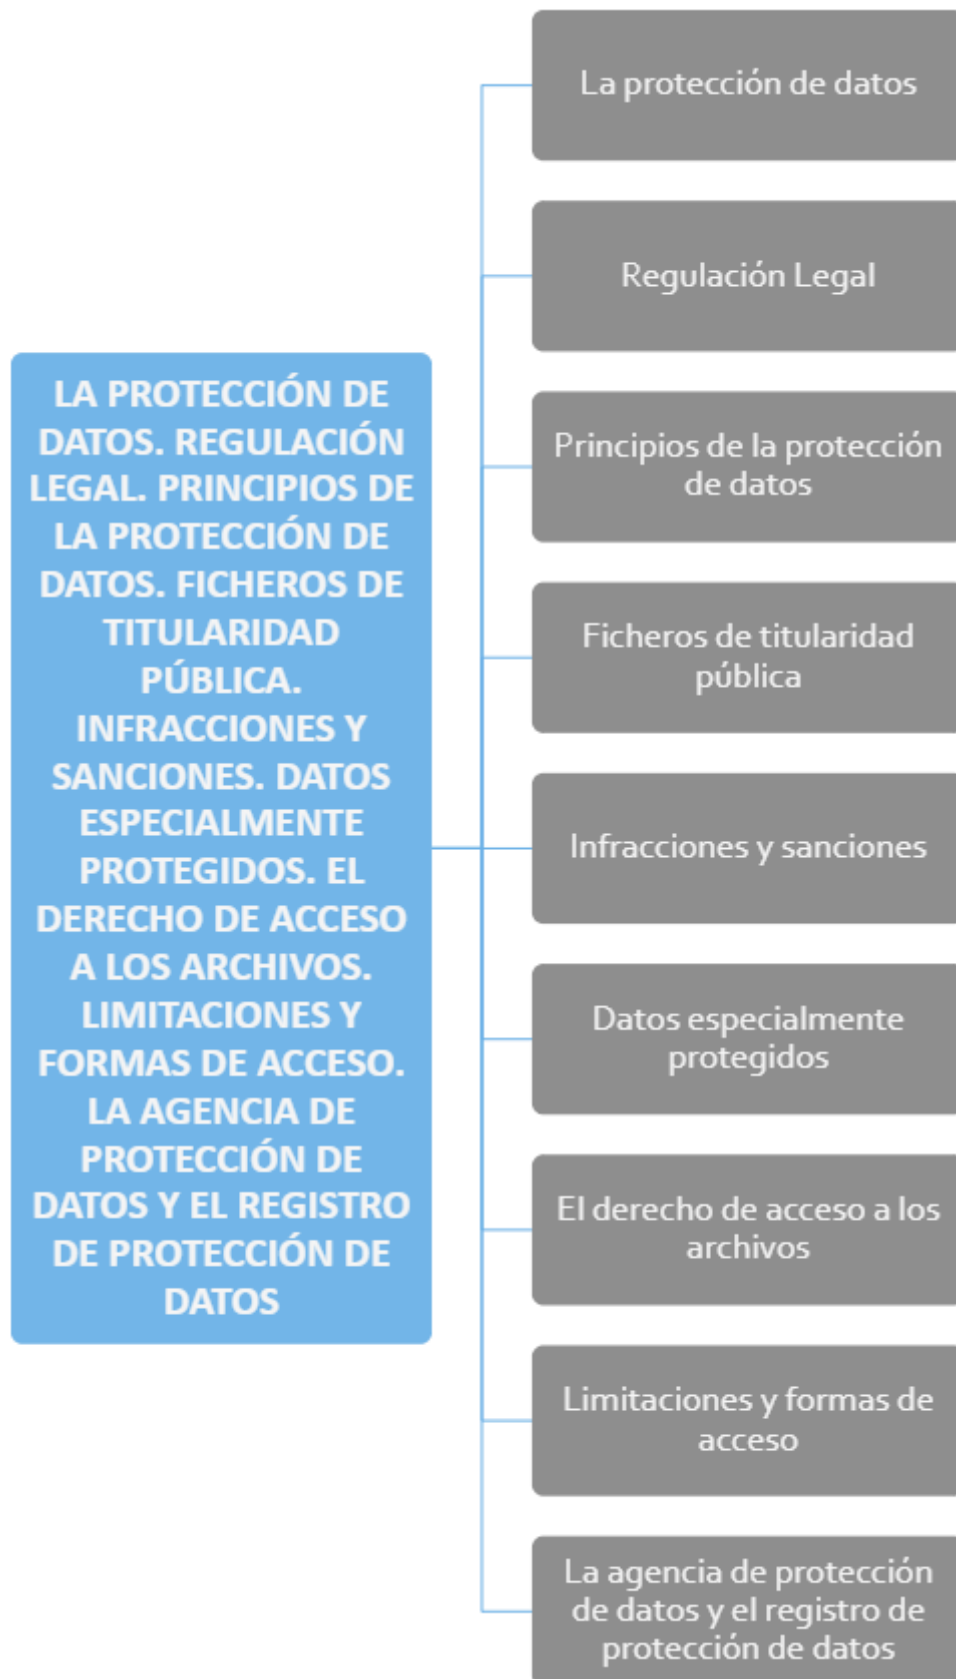 La protección de datos
Regulación Legal
LA PROTECCIÓN DE
DATOS. REGULACIÓN
LEGAL. PRINCIPIOS DE
LA PROTECCIÓN DE
DATOS. FICHEROS DE
TITULARIDAD
PÚBLICA.
INFRACCIONES Y
SANCIONES. DATOS
ESPECIALMENTE
PROTEGIDOS. EL
DERECHO DE ACCESO
A LOS ARCHIVOS.
LIMITACIONES Y
FORMAS DE ACCESO.
LA AGENCIA DE
PROTECCIÓN DE
DATOS Y EL REGISTRO
DE PROTECCIÓN DE
DATOS
Principios de la protección
de datos
Ficheros de titularidad
pública
Infracciones y sanciones
Datos especialmente
protegidos
El derecho de acceso a los
archivos
Limitaciones y formas de
acceso
La agencia de protección
de datos y el registro de
protección de datos